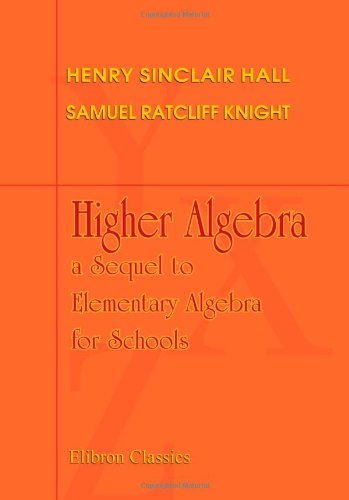 HENRY SINCLAIR HALL
SAMUEL RATCLIFF KNIGHT
Higher Algebra
a Sequel to
Elementary Algebra
for Schools
Y
X
Z
Elibron Classics